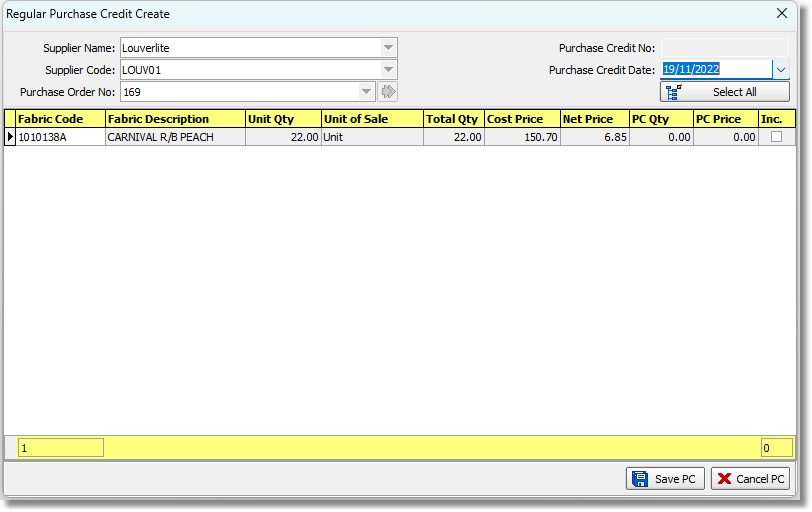 Regular Purchase Credit Create
Supplier Name: Louverlite Purchase Credit No:
Supplier Code: LOUV01 Purchase Credit Date: 19/11/2022
Purchase Order No: 169 Select All
Fabric Code Fabric Description Unit Qty Unit of Sale Total Qty Cost Price Net Price PC Qty PC Price Inc.
1010138A CARNIVAL R/B PEACH 22.00 Unit 22.00 150.70 6.85 0.00 0.00
1 0
Save PC Cancel PC